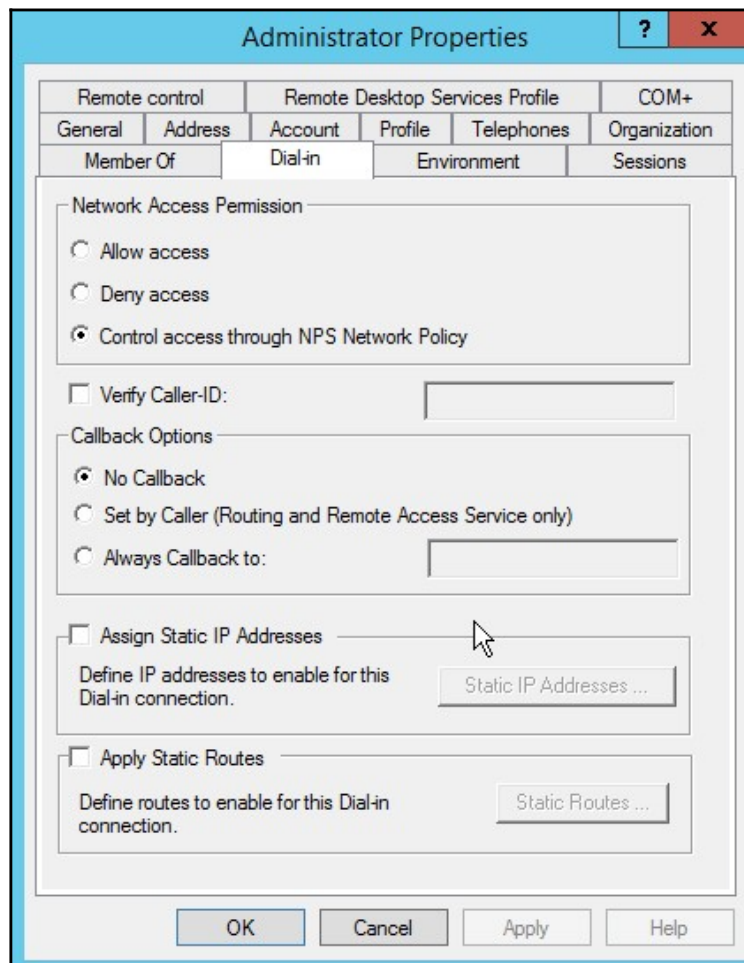 Administrator Properties
?
x
Remote control
Remote Desktop Services Profile
COM+
General
Address
Account
Profile
Telephones
Organization
Member Of
Dial-in
Environment
Sessions
Network Access Permission
Allow access
Deny access
Control access through NPS Network Policy
Verify Caller-ID:
Callback Options
No Callback
Set by Caller (Routing and Remote Access Service only)
Always Callback to:
Assign Static IP Addresses
Define IP addresses to enable for this
Dial-in connection.
Static IP Addresses ...
Apply Static Routes
Define routes to enable for this Dial-in
connection.
Static Routes ...
OK
Cancel
Apply
Help